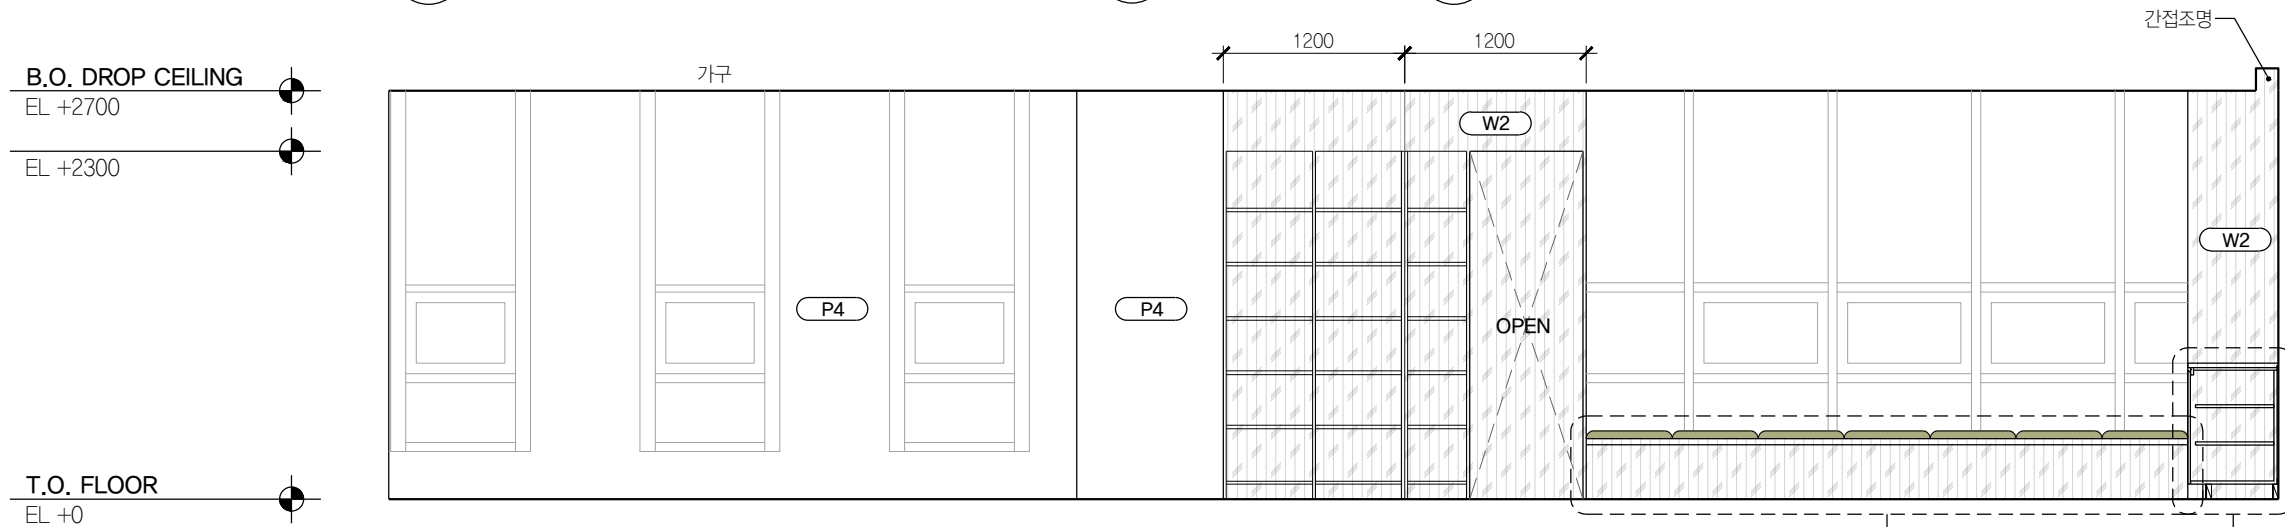 간접조명
1200
1200
B.O. DROP CEILING
가구
EL +2700
W2
EL +2300
W2
P4
P4
OPEN
T.O. FLOOR
EL +0